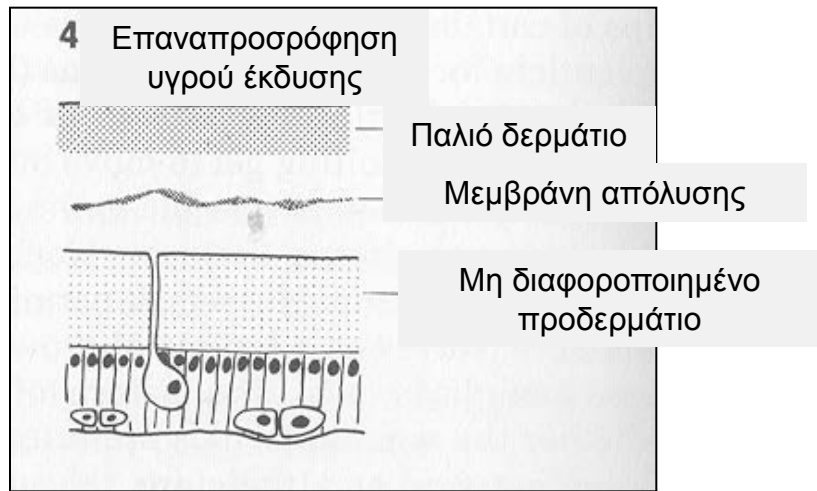 4
Επαναπροσρόφηση
υγρού έκδυσης
Παλιό δερμάτιο
Μεμβράνη απόλυσης
Μη διαφοροποιημένο
προδερμάτιο